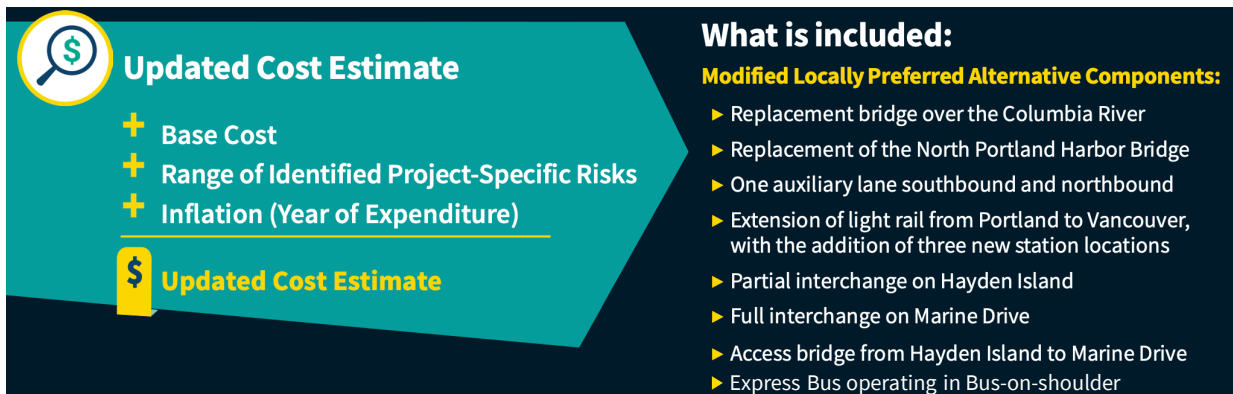 $
Updated Cost Estimate
+ Base Cost
+ Range of Identified Project-Specific Risks
+ Inflation (Year of Expenditure)
$ Updated Cost Estimate
What is included:
Modified Locally Preferred Alternative Components:
► Replacement bridge over the Columbia River
► Replacement of the North Portland Harbor Bridge
► One auxiliary lane southbound and northbound
► Extension of light rail from Portland to Vancouver,
with the addition of three new station locations
► Partial interchange on Hayden Island
► Full interchange on Marine Drive
► Access bridge from Hayden Island to Marine Drive
► Express Bus operating in Bus-on-shoulder